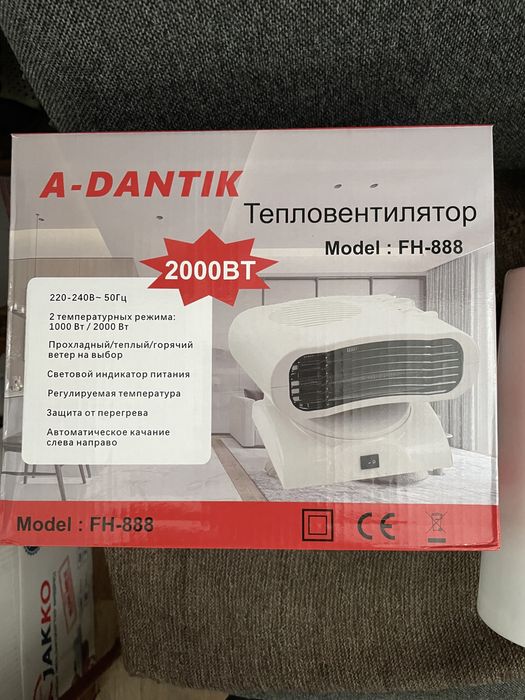 A-DANTIK
Тепловентилятор
Model : FH-888
2000ВТ
220-240В~ 50Гц
2 температурных режима:
1000 Вт / 2000 Вт
Прохладный/теплый/горячий
ветер на выбор
Световой индикатор питания
Регулируемая температура
Защита от перегрева
Автоматическое качание
слева направо
Model : FH-888
CE
JAKKO